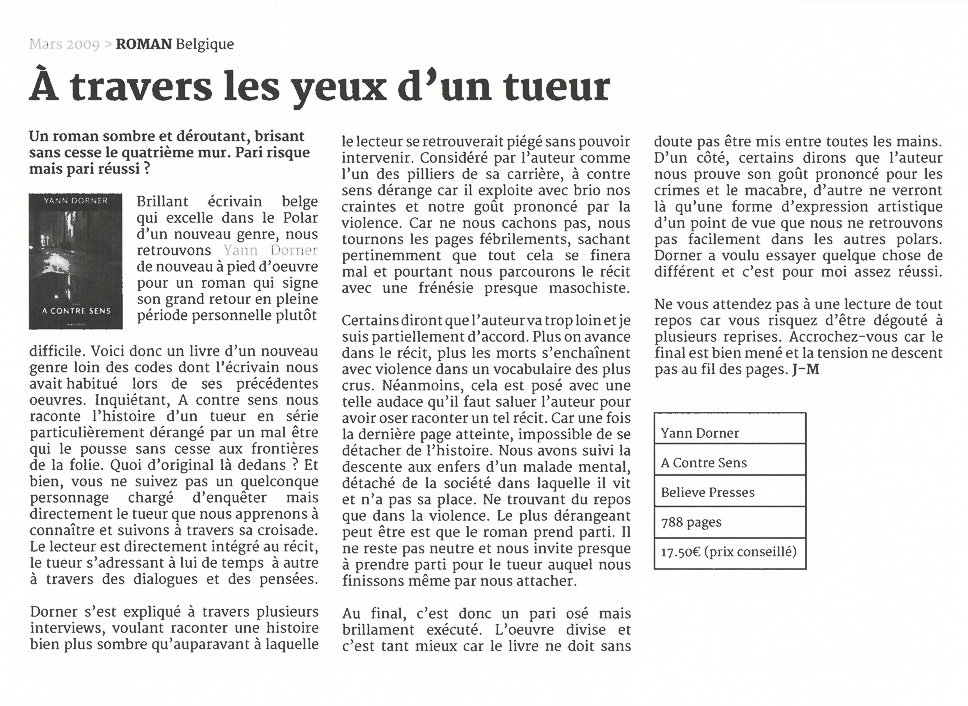 Mars 2009 > ROMAN Belgique
À travers les yeux d'un tueur
Un roman sombre et déroutant, brisant
sans cesse le quatrième mur. Pari risque
mais pari réussi ?
YANN DORNER
A CONTRE SENS
Brillant écrivain belge
qui excelle dans le Polar
d'un nouveau genre, nous
retrouvons Yann Dorner
de nouveau à pied d'oeuvre
pour un roman qui signe
son grand retour en pleine
période personnelle plutôt
difficile. Voici donc un livre d'un nouveau
genre loin des codes dont l'écrivain nous
avait habitué lors de ses précédentes
oeuvres. Inquiétant, A contre sens nous
raconte l'histoire d'un tueur en série
particulièrement dérangé par un mal être
qui le pousse sans cesse aux frontières
de la folie. Quoi d'original là dedans ? Et
bien, vous ne suivez pas un quelconque
personnage chargé d'enquêter mais
directement le tueur que nous apprenons à
connaître et suivons à travers sa croisade.
Le lecteur est directement intégré au récit,
le tueur s'adressant à lui de temps à autre
à travers des dialogues et des pensées.
Dorner s'est expliqué à travers plusieurs
interviews, voulant raconter une histoire
bien plus sombre qu'auparavant à laquelle
le lecteur se retrouverait piégé sans pouvoir
intervenir. Considéré par l'auteur comme
l'un des piliers de sa carrière, à contre
sens dérange car il exploite avec brio nos
craintes et notre goût prononcé par la
violence. Car ne nous cachons pas, nous
tournons les pages fébrilements, sachant
pertinemment que tout cela se finera
mal et pourtant nous parcourons le récit
avec une frénésie presque masochiste.
Certains diront que l'auteur va trop loin et je
suis partiellement d'accord. Plus on avance
dans le récit, plus les morts s'enchaînent
avec violence dans un vocabulaire des plus
crus. Néanmoins, cela est posé avec une
telle audace qu'il faut saluer l'auteur pour
avoir oser raconter un tel récit. Car une fois
la dernière page atteinte, impossible de se
détacher de l'histoire. Nous avons suivi la
descente aux enfers d'un malade mental,
détaché de la société dans laquelle il vit
et n'a pas sa place. Ne trouvant du repos
que dans la violence. Le plus dérangeant
peut être est que le roman prend parti. Il
ne reste pas neutre et nous invite presque
à prendre parti pour le tueur auquel nous
finissons même par nous attacher.
Au final, c'est donc un pari osé mais
brillament exécuté. L'oeuvre divise et
c'est tant mieux car le livre ne doit sans
doute pas être mis entre toutes les mains.
D'un côté, certains dirons que l'auteur
nous prouve son goût prononcé pour les
crimes et le macabre, d'autre ne verront
là qu'une forme d'expression artistique
d'un point de vue que nous ne retrouvons
pas facilement dans les autres polars.
Dorner a voulu essayer quelque chose de
différent et c'est pour moi assez réussi.
Ne vous attendez pas à une lecture de tout
repos car vous risquez d'être dégouté à
plusieurs reprises. Accrochez-vous car le
final est bien mené et la tension ne descent
pas au fil des pages. J-M
Yann Dorner
A Contre Sens
Believe Presses
788 pages
17.50€ (prix conseillé)